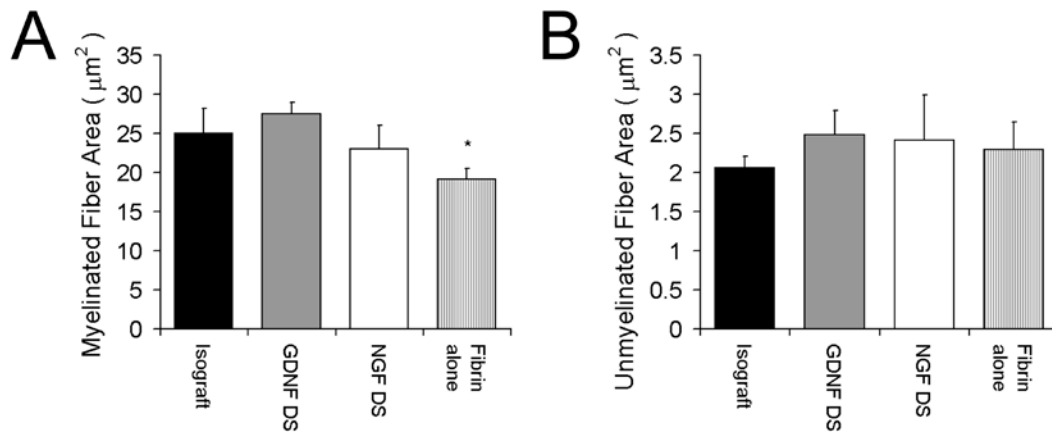 A
Myelinated Fiber Area ( μm²)
35
30
25
20
15
10
5
0
*
Isograft
GDNF DS
NGF DS
Fibrin
alone
B
Unmyelinated Fiber Area ( μm²)
3.5
3
2.5
2
1.5
1
0.5
0
Isograft
GDNF DS
NGF DS
Fibrin
alone